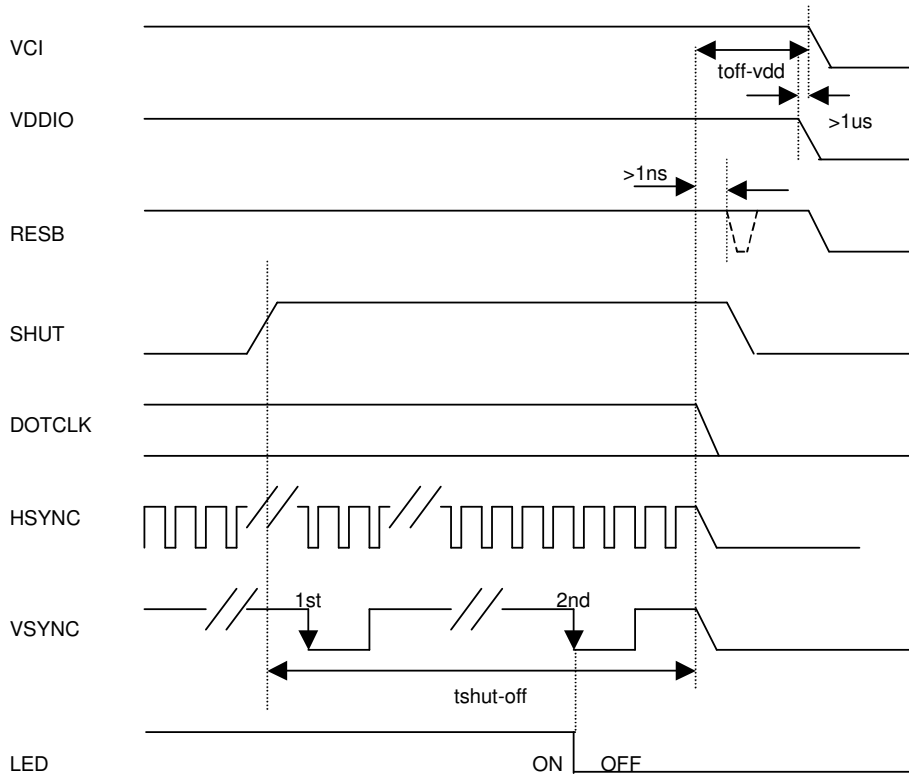 VCI
toff-vdd
>1us
VDDIO
>1ns
RESB
SHUT
DOTCLK
HSYNC
1st
2nd
VSYNC
tshut-off
LED
ON
OFF